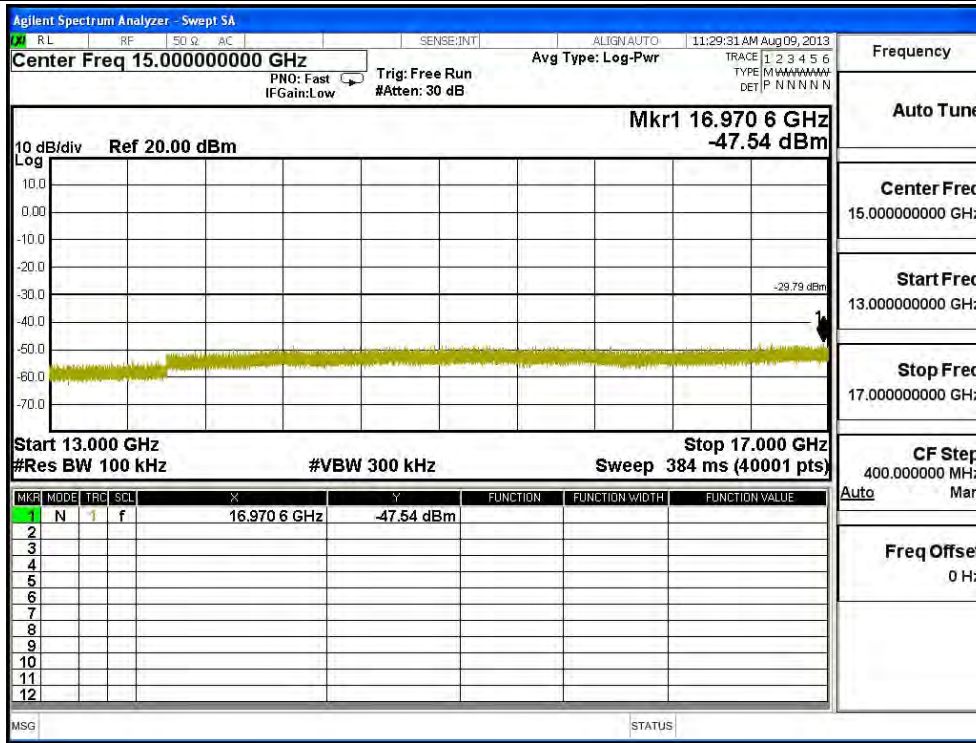 Agilent Spectrum Analyzer - Swept SA
RL RF 50 Ω AC SENSE:INT ALIGN AUTO 11:29:31 AM Aug 09, 2013
Center Freq 15.000000000 GHz
PNO: Fast
IFGain:Low
Trig: Free Run
#Atten: 30 dB
Avg Type: Log-Pwr
TRACE 1 2 3 4 5 6
TYPE M WWWWW
DET P N N N N N
Mkr1 16.970 6 GHz
-47.54 dBm
10 dB/div Ref 20.00 dBm
Log
10.0
0.00
-10.0
-20.0
-30.0
-40.0
-50.0
-60.0
-70.0
-29.79 dBm
1
Start 13.000 GHz Stop 17.000 GHz
#Res BW 100 kHz #VBW 300 kHz Sweep 384 ms (40001 pts)
MKR MODE TRC SCL X Y FUNCTION FUNCTION WIDTH FUNCTION VALUE
1 N 1 f 16.970 6 GHz -47.54 dBm
2
3
4
5
6
7
8
9
10
11
12
MSG STATUS
Frequency
Auto Tune
Center Freq
15.000000000 GHz
Start Freq
13.000000000 GHz
Stop Freq
17.000000000 GHz
CF Step
400.000000 MHz
Auto Man
Freq Offset
0 Hz